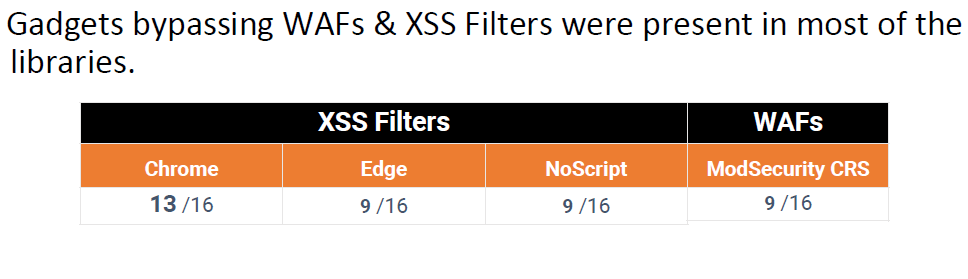 Gadgets bypassing WAFs & XSS Filters were present in most of the
libraries.
XSS Filters WAFs
Chrome Edge NoScript ModSecurity CRS
13 /16 9 /16 9 /16 9 /16